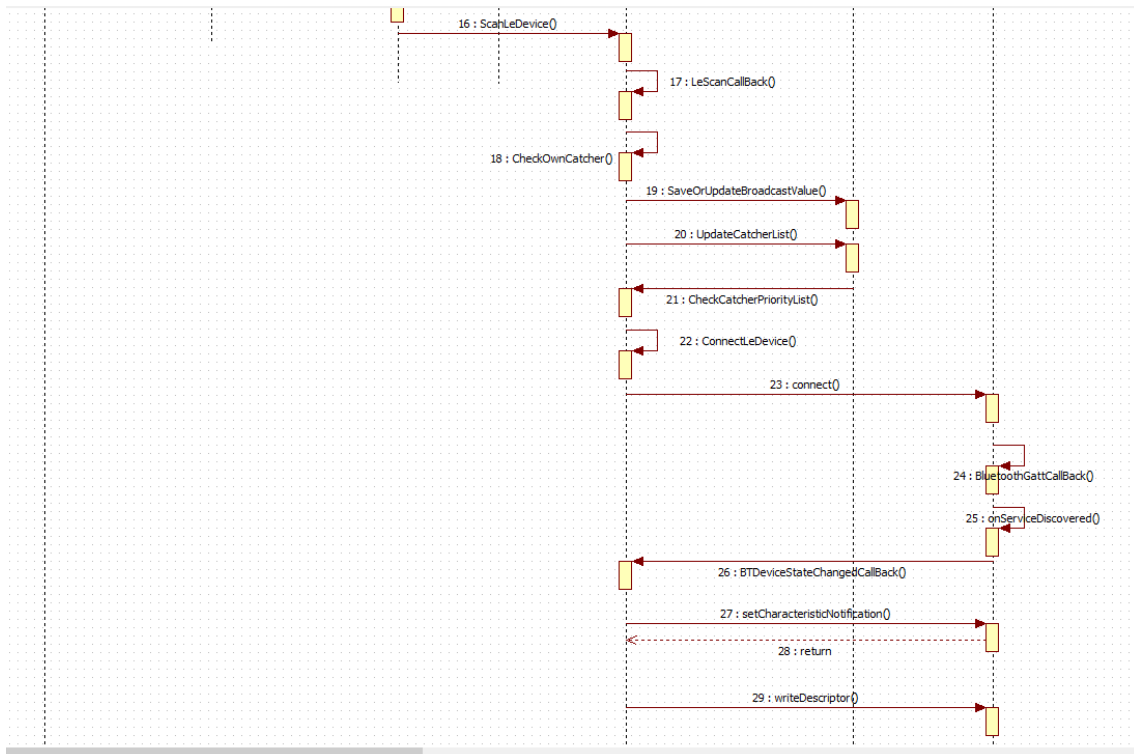 16 : ScanLeDevice()
17 : LeScanCallBack()
18 : CheckOwnCatcher()
19 : SaveOrUpdateBroadcastValue()
20 : UpdateCatcherList()
21 : CheckCatcherPriorityList()
22 : ConnectLeDevice()
23 : connect()
24 : BluetoothGattCallBack()
25 : onServiceDiscovered()
26 : BTDeviceStateChangedCallBack()
27 : setCharacteristicNotification()
28 : return
29 : writeDescriptor()